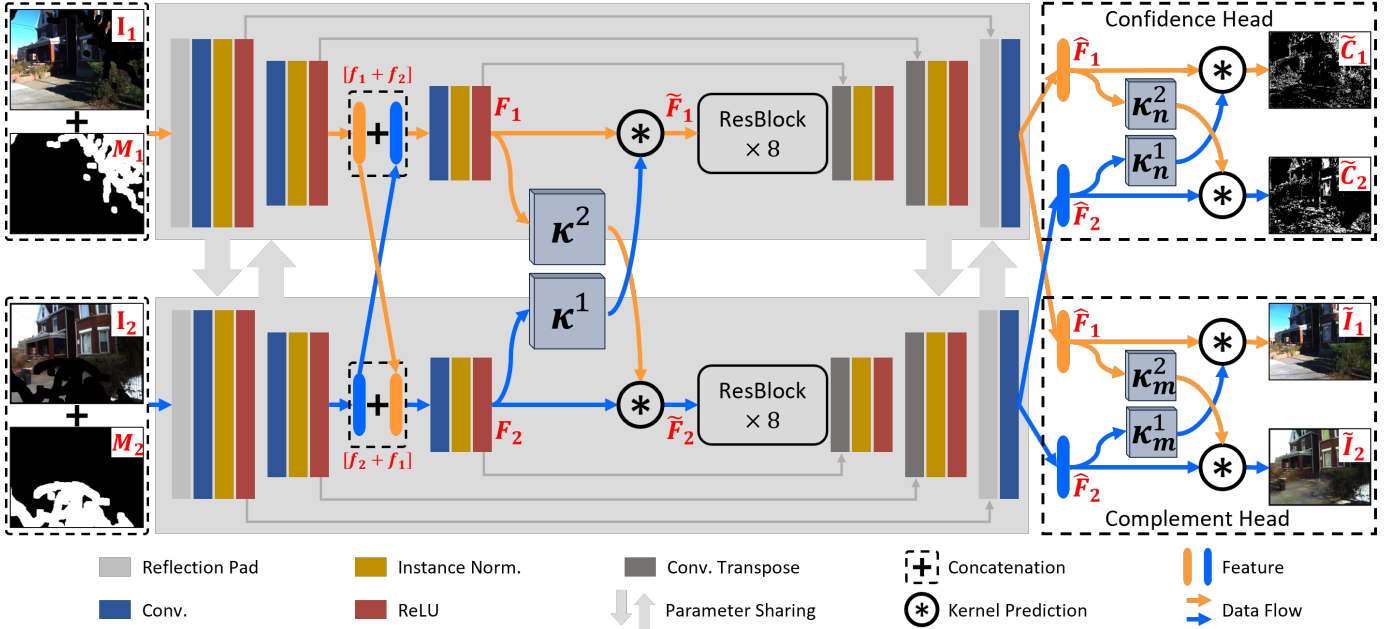 I₁
+
M₁
[f₁ + f₂]
+
F₁
*
F̃₁
ResBlock
× 8
κ²
κ¹
I₂
+
M₂
+
[f₂ + f₁]
F₂
*
F̃₂
ResBlock
× 8
Confidence Head
F̂₁
κₙ²
κₙ¹
F̂₂
*
*
C̃₁
C̃₂
F̂₁
κₘ²
κₘ¹
F̂₂
*
*
Ĩ₁
Ĩ₂
Complement Head
Reflection Pad
Instance Norm.
Conv. Transpose
+ Concatenation
Feature
Conv.
ReLU
Parameter Sharing
* Kernel Prediction
Data Flow